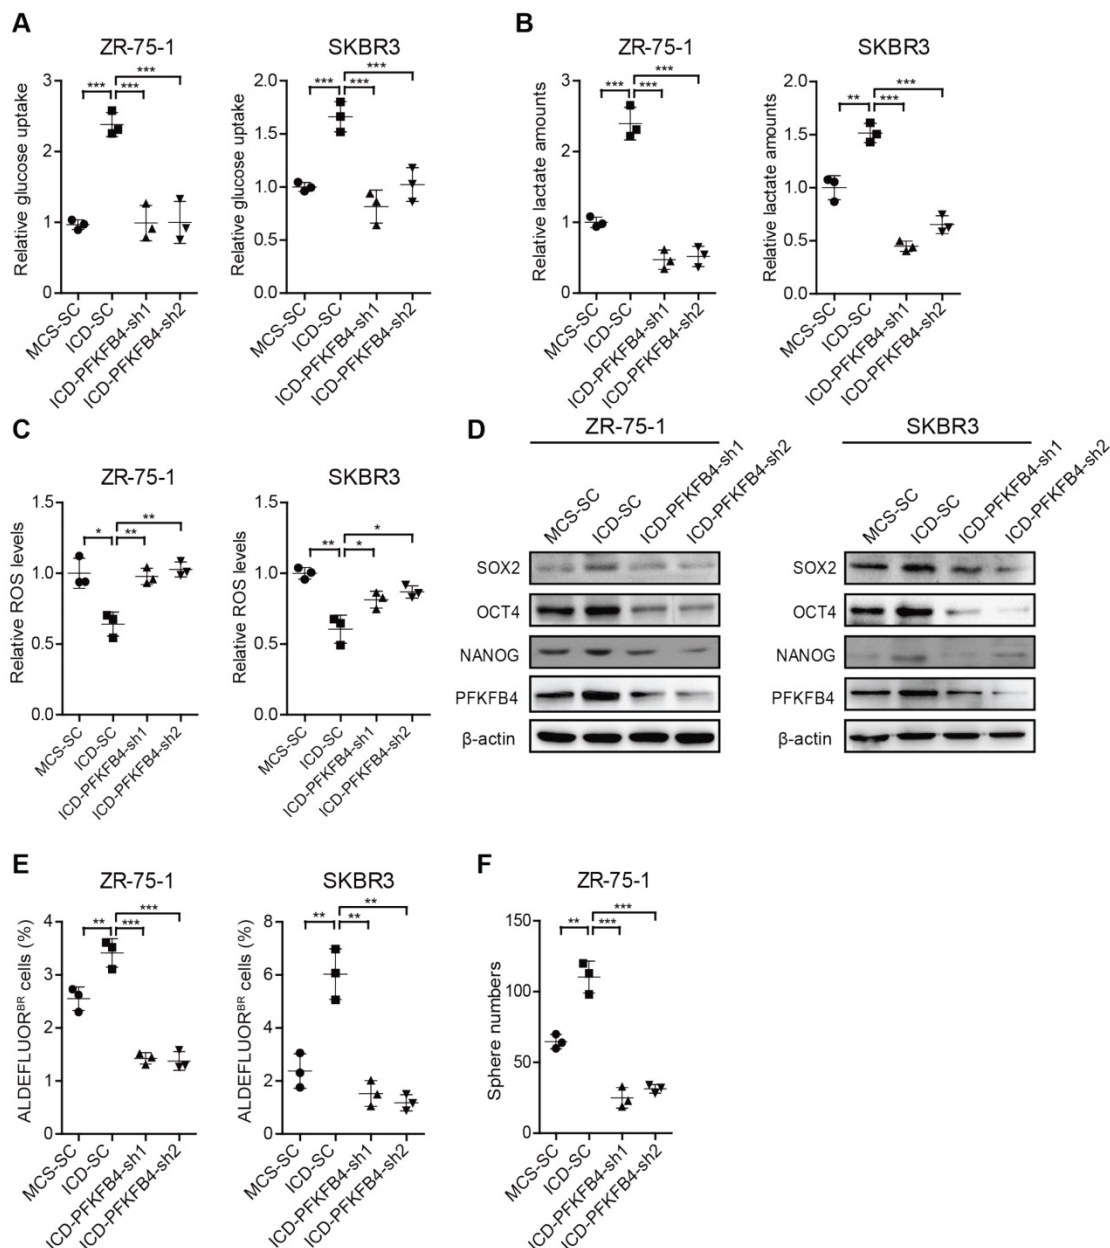 A
ZR-75-1
SKBR3
Relative glucose uptake
3
2
1
0
*** *** ***
MCS-SC
ICD-SC
ICD-PFKFB4-sh1
ICD-PFKFB4-sh2
Relative glucose uptake
2.0
1.5
1.0
0.5
0.0
*** *** ***
MCS-SC
ICD-SC
ICD-PFKFB4-sh1
ICD-PFKFB4-sh2
B
ZR-75-1
SKBR3
Relative lactate amounts
3
2
1
0
*** *** ***
MCS-SC
ICD-SC
ICD-PFKFB4-sh1
ICD-PFKFB4-sh2
Relative lactate amounts
2.0
1.5
1.0
0.5
0.0
** *** ***
MCS-SC
ICD-SC
ICD-PFKFB4-sh1
ICD-PFKFB4-sh2
C
ZR-75-1
SKBR3
Relative ROS levels
1.5
1.0
0.5
0.0
* ** **
MCS-SC
ICD-SC
ICD-PFKFB4-sh1
ICD-PFKFB4-sh2
Relative ROS levels
1.5
1.0
0.5
0.0
** * *
MCS-SC
ICD-SC
ICD-PFKFB4-sh1
ICD-PFKFB4-sh2
D
ZR-75-1
MCS-SC
ICD-SC
ICD-PFKFB4-sh1
ICD-PFKFB4-sh2
SOX2
OCT4
NANOG
PFKFB4
β-actin
SKBR3
MCS-SC
ICD-SC
ICD-PFKFB4-sh1
ICD-PFKFB4-sh2
SOX2
OCT4
NANOG
PFKFB4
β-actin
E
ZR-75-1
SKBR3
ALDEFLUORBR cells (%)
4
3
2
1
0
** *** ***
MCS-SC
ICD-SC
ICD-PFKFB4-sh1
ICD-PFKFB4-sh2
ALDEFLUORBR cells (%)
8
6
4
2
0
** ** **
MCS-SC
ICD-SC
ICD-PFKFB4-sh1
ICD-PFKFB4-sh2
F
ZR-75-1
Sphere numbers
150
100
50
0
** *** ***
MCS-SC
ICD-SC
ICD-PFKFB4-sh1
ICD-PFKFB4-sh2